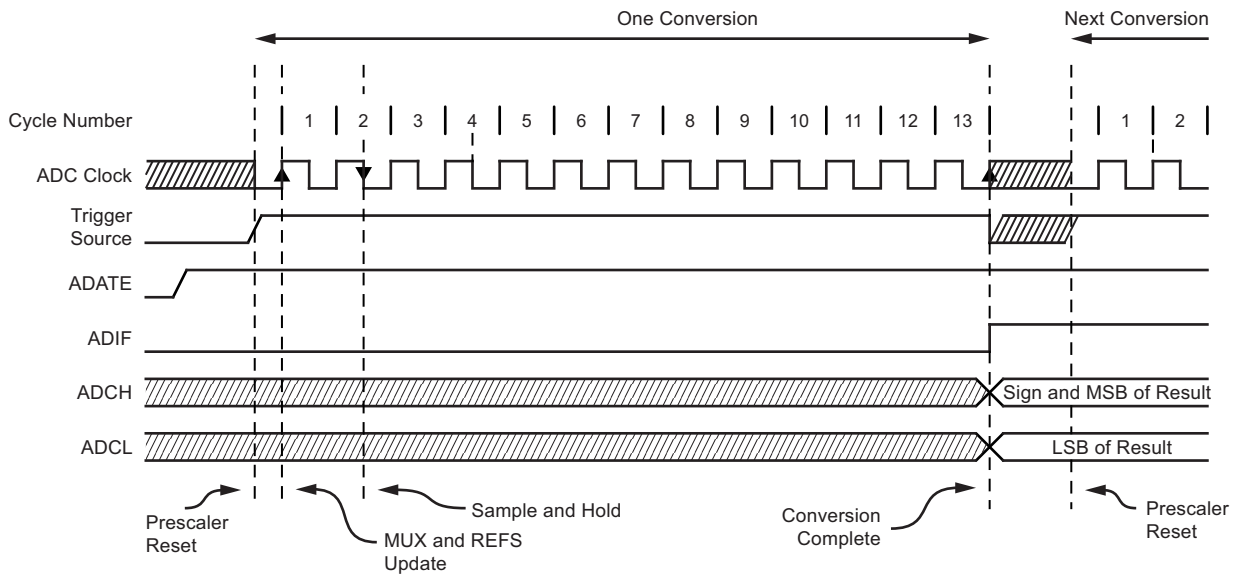 One Conversion Next Conversion
Cycle Number 1 2 3 4 5 6 7 8 9 10 11 12 13 1 2
ADC Clock
Trigger
Source
ADATE
ADIF
ADCH Sign and MSB of Result
ADCL LSB of Result
Prescaler
Reset
MUX and REFS
Update
Sample and Hold
Conversion
Complete
Prescaler
Reset